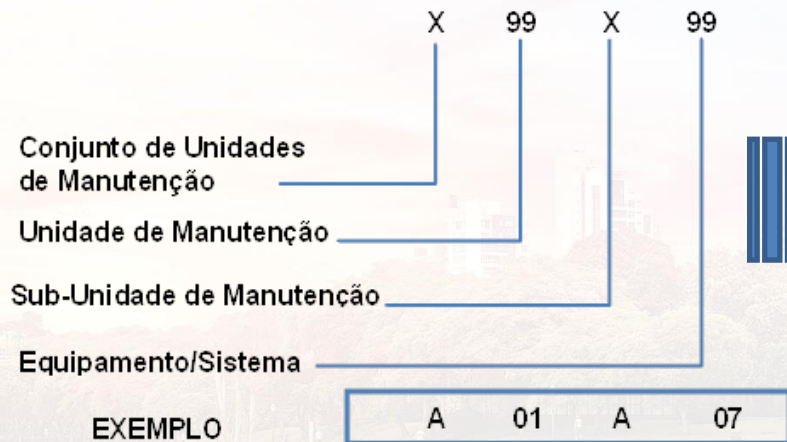 X 99 X 99
Conjunto de Unidades
de Manutenção
Unidade de Manutenção
Sub-Unidade de Manutenção
Equipamento/Sistema
EXEMPLO A 01 A 07